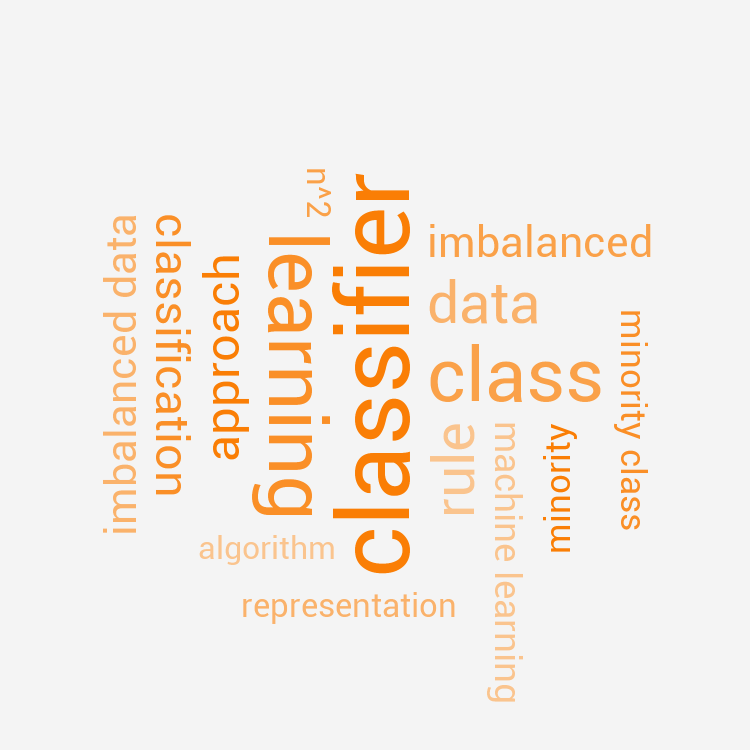 imbalanced data
classification
approach
learning
n^2
classifier
imbalanced
data
class
rule
machine learning
minority
minority class
algorithm
representation